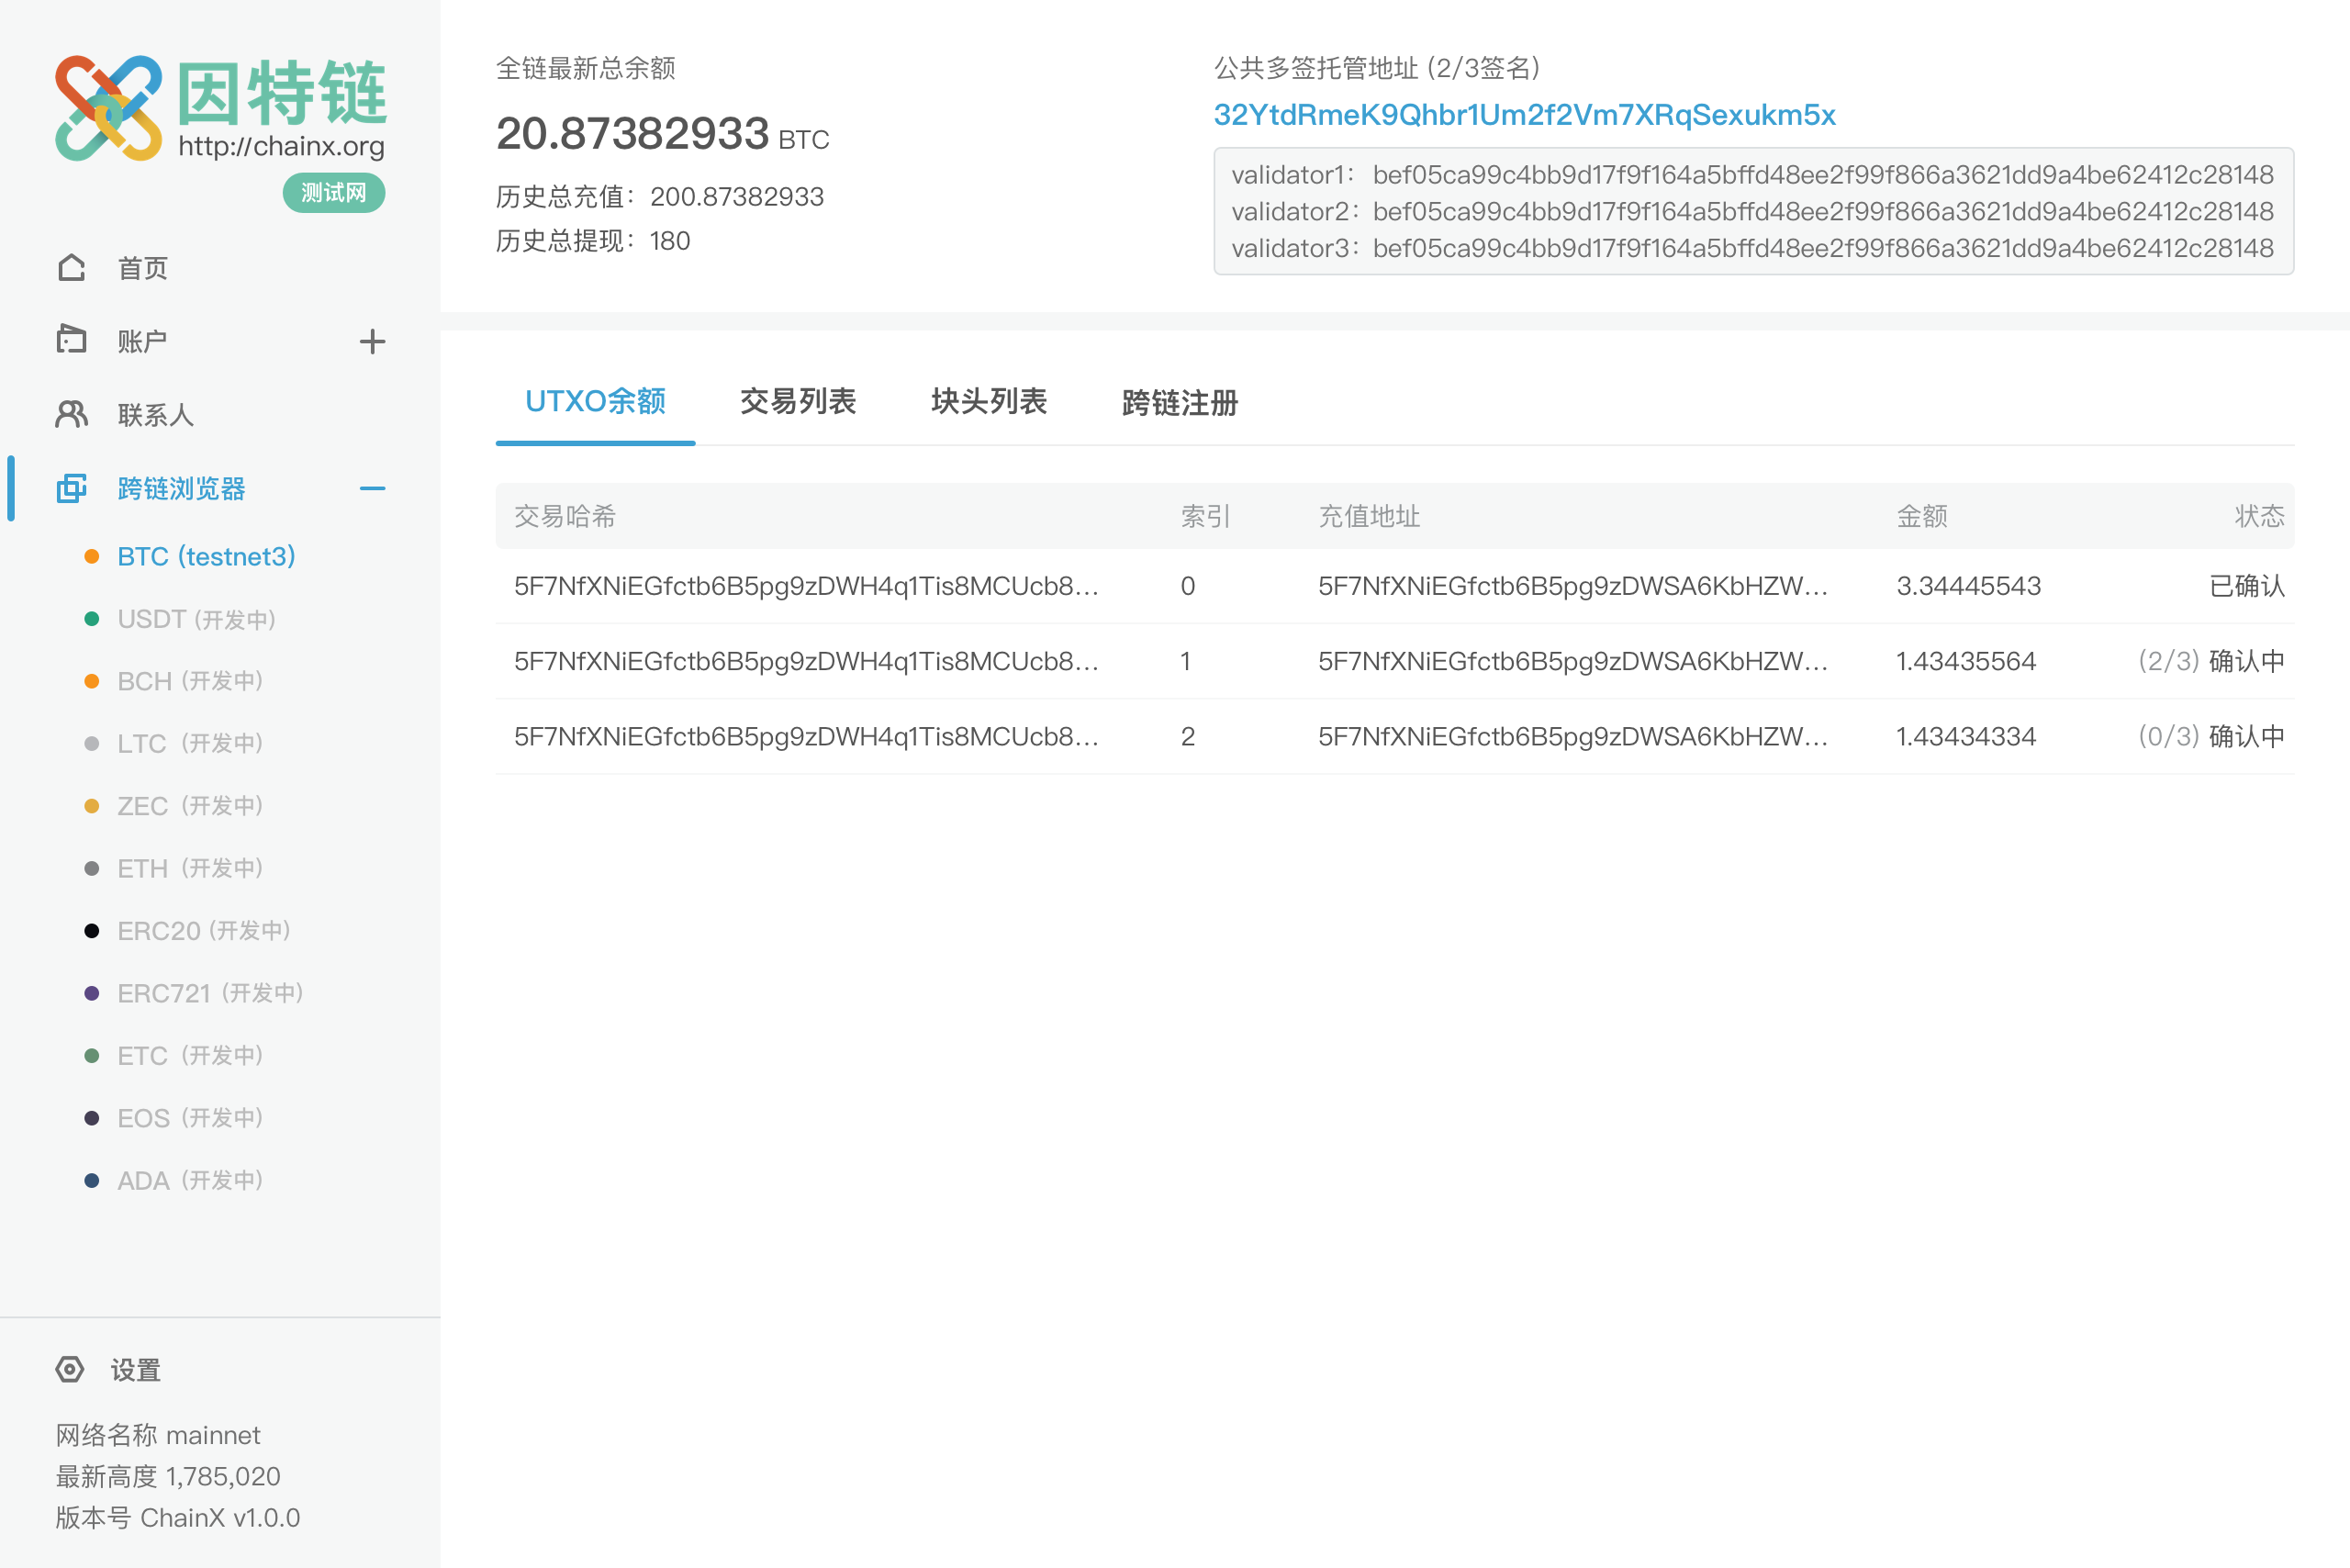 因特链
http://chainx.org
测试网
首页
账户
联系人
跨链浏览器
BTC (testnet3)
USDT (开发中)
BCH (开发中)
LTC (开发中)
ZEC (开发中)
ETH (开发中)
ERC20 (开发中)
ERC721 (开发中)
ETC (开发中)
EOS (开发中)
ADA (开发中)
设置
网络名称 mainnet
最新高度 1,785,020
版本号 ChainX v1.0.0
全链最新总余额
20.87382933 BTC
历史总充值：200.87382933
历史总提现：180
公共多签托管地址 (2/3签名)
32YtdRmeK9Qhbr1Um2f2Vm7XRqSexukm5x
validator1：bef05ca99c4bb9d17f9f164a5bffd48ee2f99f866a3621dd9a4be62412c28148
validator2：bef05ca99c4bb9d17f9f164a5bffd48ee2f99f866a3621dd9a4be62412c28148
validator3：bef05ca99c4bb9d17f9f164a5bffd48ee2f99f866a3621dd9a4be62412c28148
UTXO余额 交易列表 块头列表 跨链注册
交易哈希 索引 充值地址 金额 状态
5F7NfXNiEGfctb6B5pg9zDWH4q1Tis8MCUcb8... 0 5F7NfXNiEGfctb6B5pg9zDWSA6KbHZW... 3.34445543 已确认
5F7NfXNiEGfctb6B5pg9zDWH4q1Tis8MCUcb8... 1 5F7NfXNiEGfctb6B5pg9zDWSA6KbHZW... 1.43435564 (2/3) 确认中
5F7NfXNiEGfctb6B5pg9zDWH4q1Tis8MCUcb8... 2 5F7NfXNiEGfctb6B5pg9zDWSA6KbHZW... 1.43434334 (0/3) 确认中